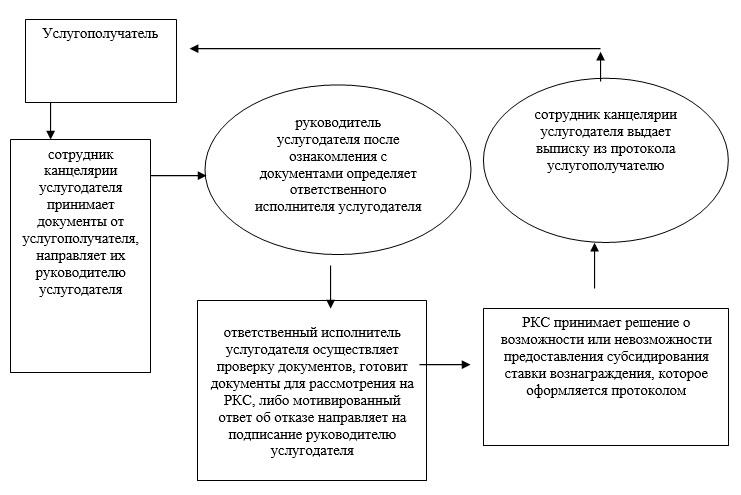 Услугополучатель
сотрудник
канцелярии
услугодателя
принимает
документы от
услугополучателя,
направляет их
руководителю
услугодателя
руководитель
услугодателя после
ознакомления с
документами определяет
ответственного
исполнителя услугодателя
ответственный исполнитель
услугодателя осуществляет
проверку документов, готовит
документы для рассмотрения на
РКС, либо мотивированный
ответ об отказе направляет на
подписание руководителю
услугодателя
РКС принимает решение о
возможности или невозможности
предоставления субсидирования
ставки вознаграждения, которое
оформляется протоколом
сотрудник канцелярии
услугодателя выдает
выписку из протокола
услугополучателю